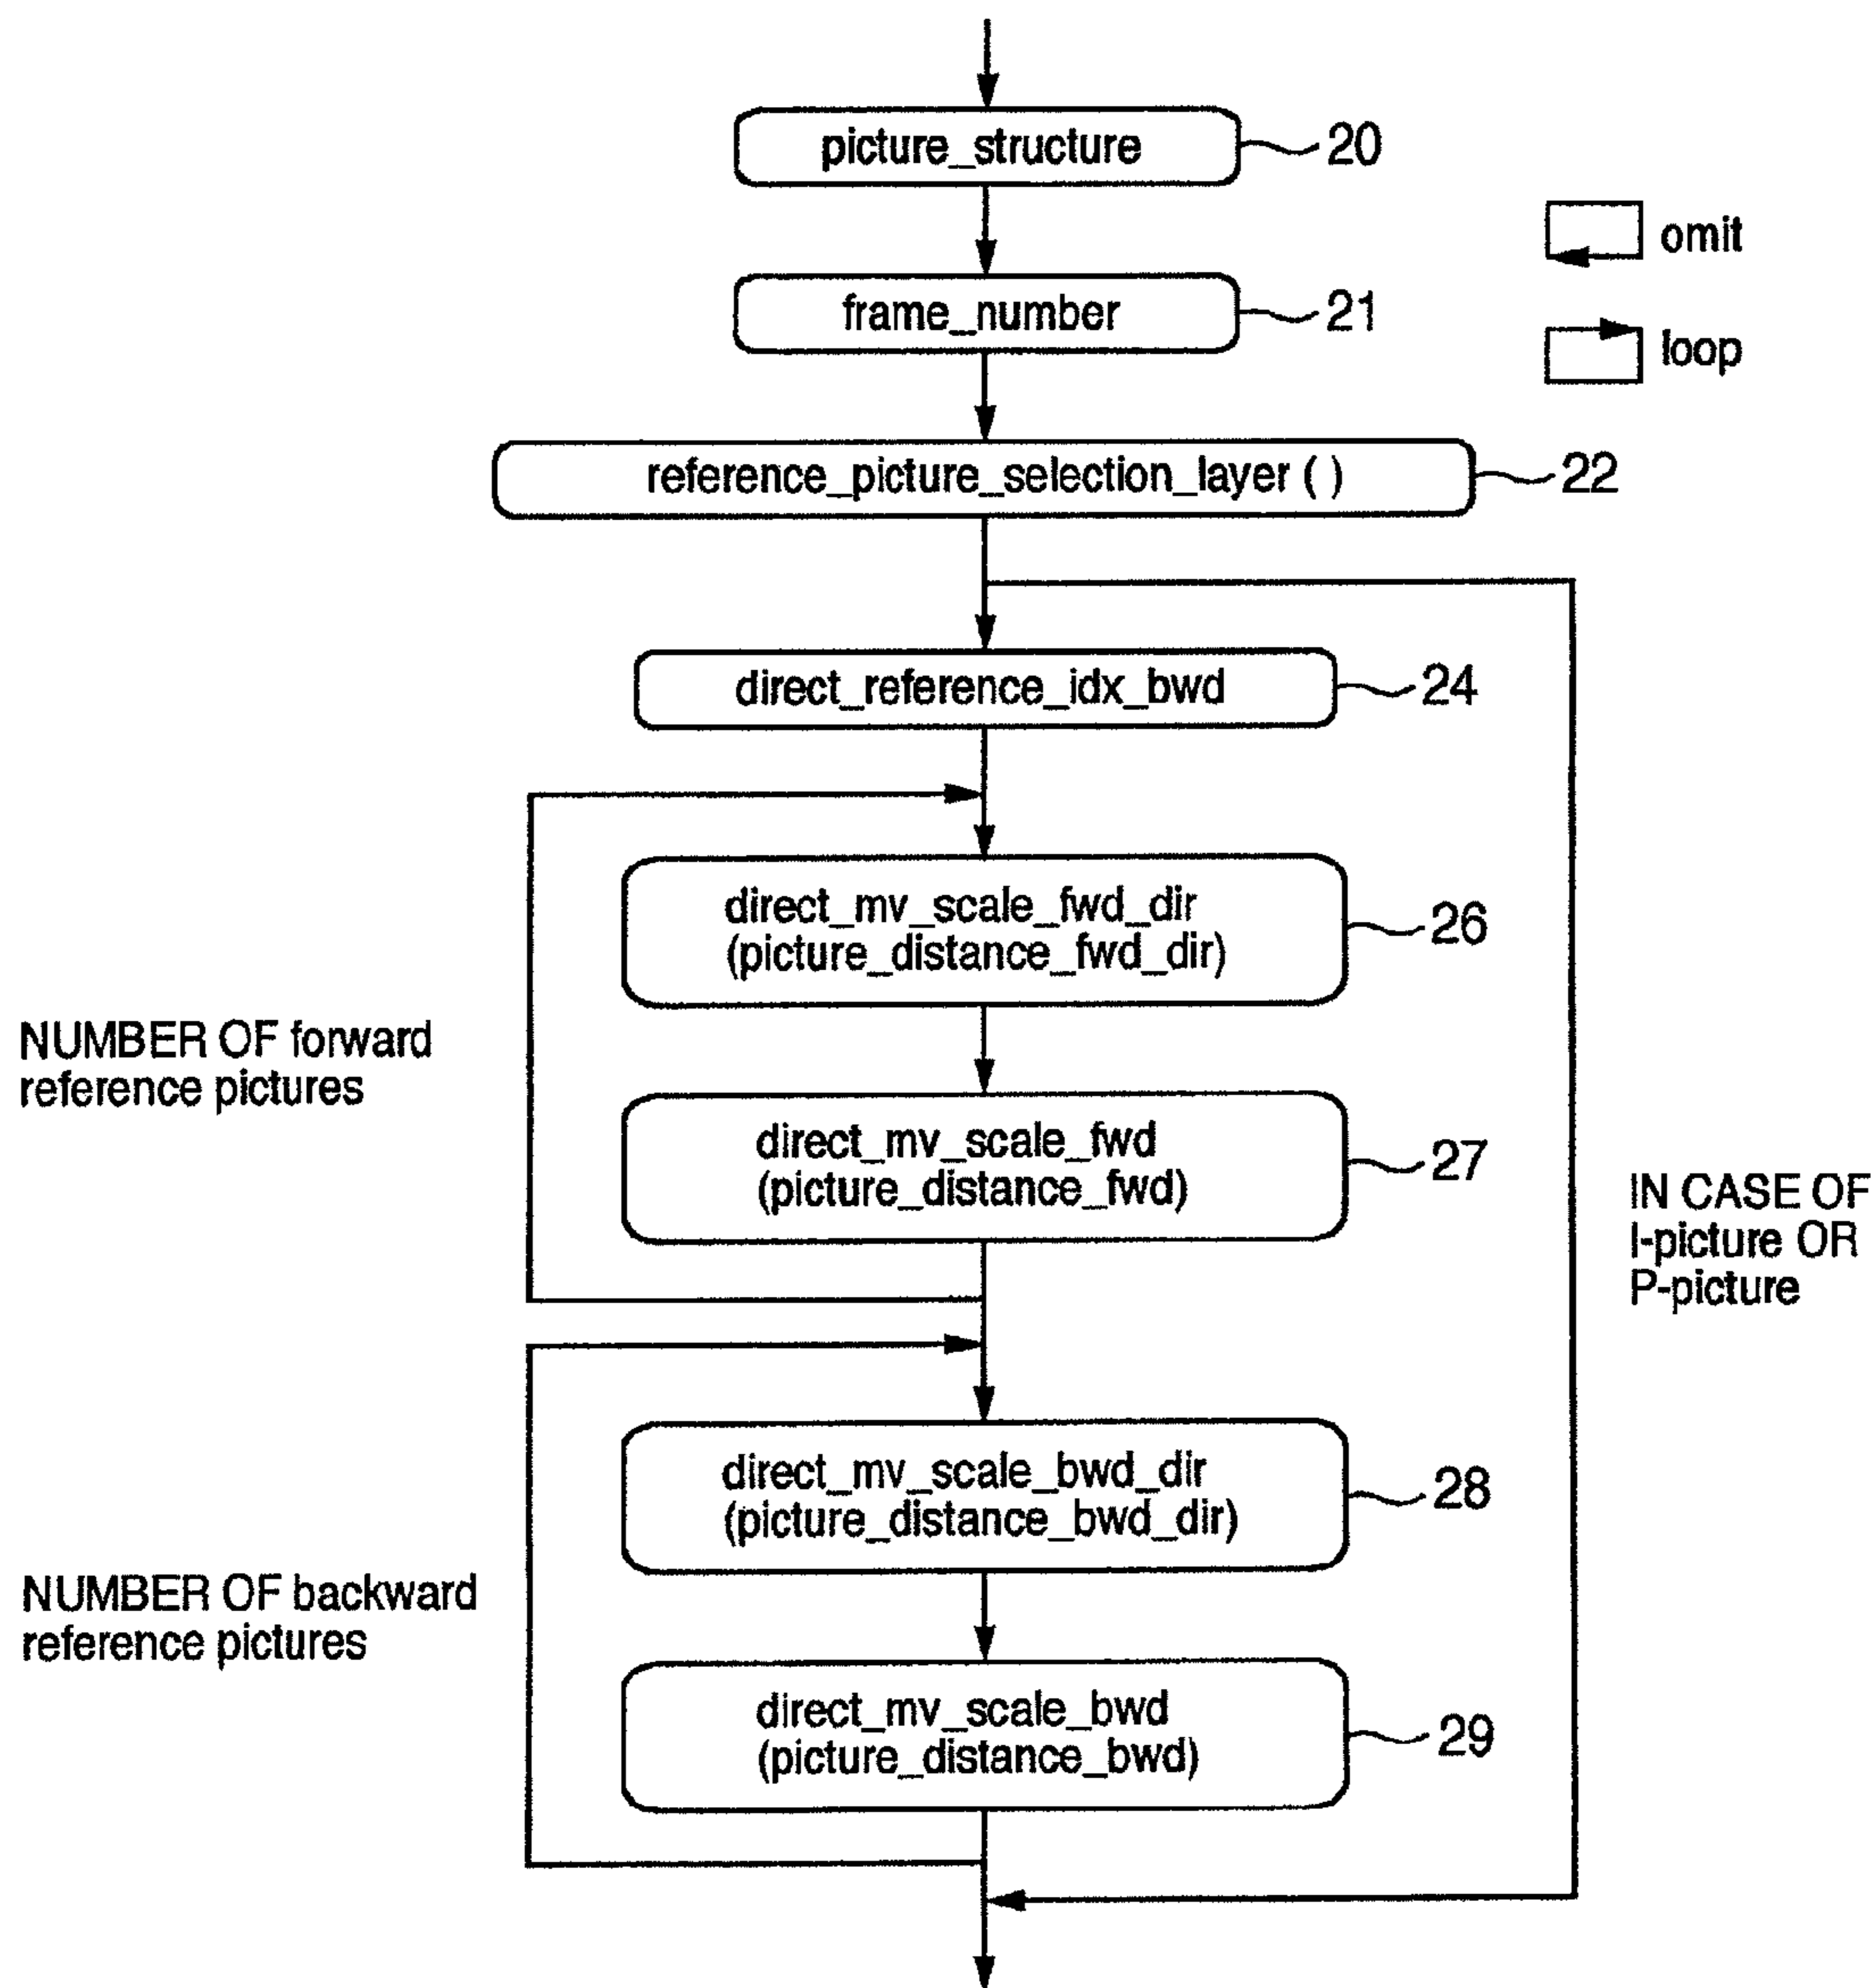 picture_structure
20
omit
frame_number
21
loop
reference_picture_selection_layer ( )
22
direct_reference_idx_bwd
24
direct_mv_scale_fwd_dir
(picture_distance_fwd_dir)
26
NUMBER OF forward
reference pictures
direct_mv_scale_fwd
(picture_distance_fwd)
27
IN CASE OF
I-picture OR
P-picture
direct_mv_scale_bwd_dir
(picture_distance_bwd_dir)
28
NUMBER OF backward
reference pictures
direct_mv_scale_bwd
(picture_distance_bwd)
29